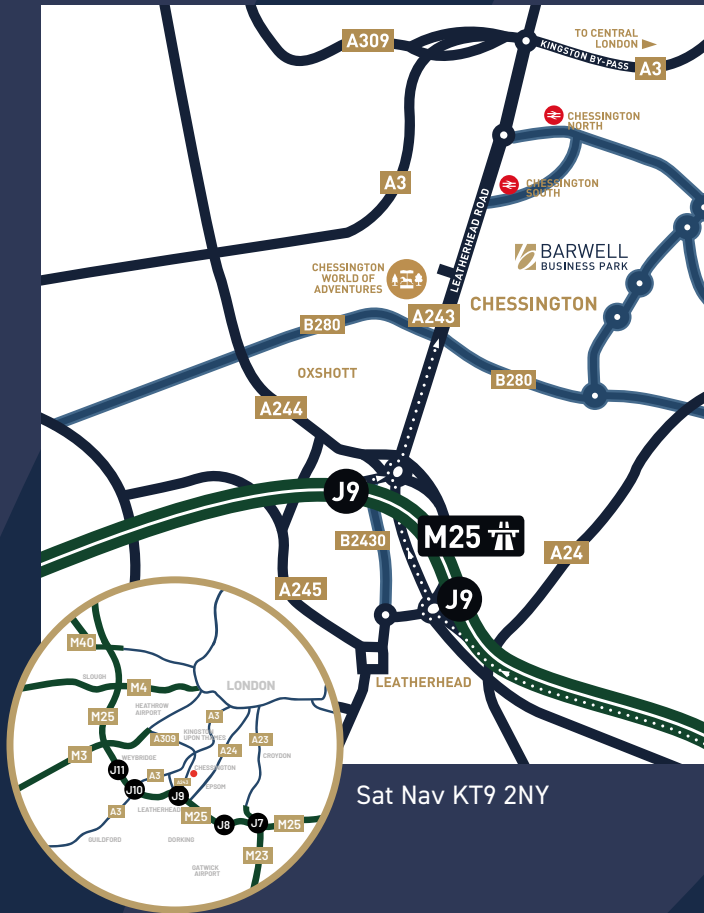 A309
TO CENTRAL
LONDON
KINGSTON BY-PASS
A3
CHESSINGTON
NORTH
A3
CHESSINGTON
SOUTH
LEATHERHEAD ROAD
BARWELL
BUSINESS PARK
CHESSINGTON
WORLD OF
ADVENTURES
CHESSINGTON
A243
B280
OXSHOTT
B280
A244
J9
M25
B2430
A24
A245
J9
LEATHERHEAD
M40
SLOUGH
M4
LONDON
M25
HEATHROW
AIRPORT
A3
A309
KINGSTON
UPON THAMES
A23
A24
M3
WEYBRIDGE
CROYDON
J11
A3
CHESSINGTON
A243
EPSOM
J10
J9
A3
LEATHERHEAD
M25
J8
J7
M25
GUILDFORD
DORKING
M23
GATWICK
AIRPORT
Sat Nav KT9 2NY